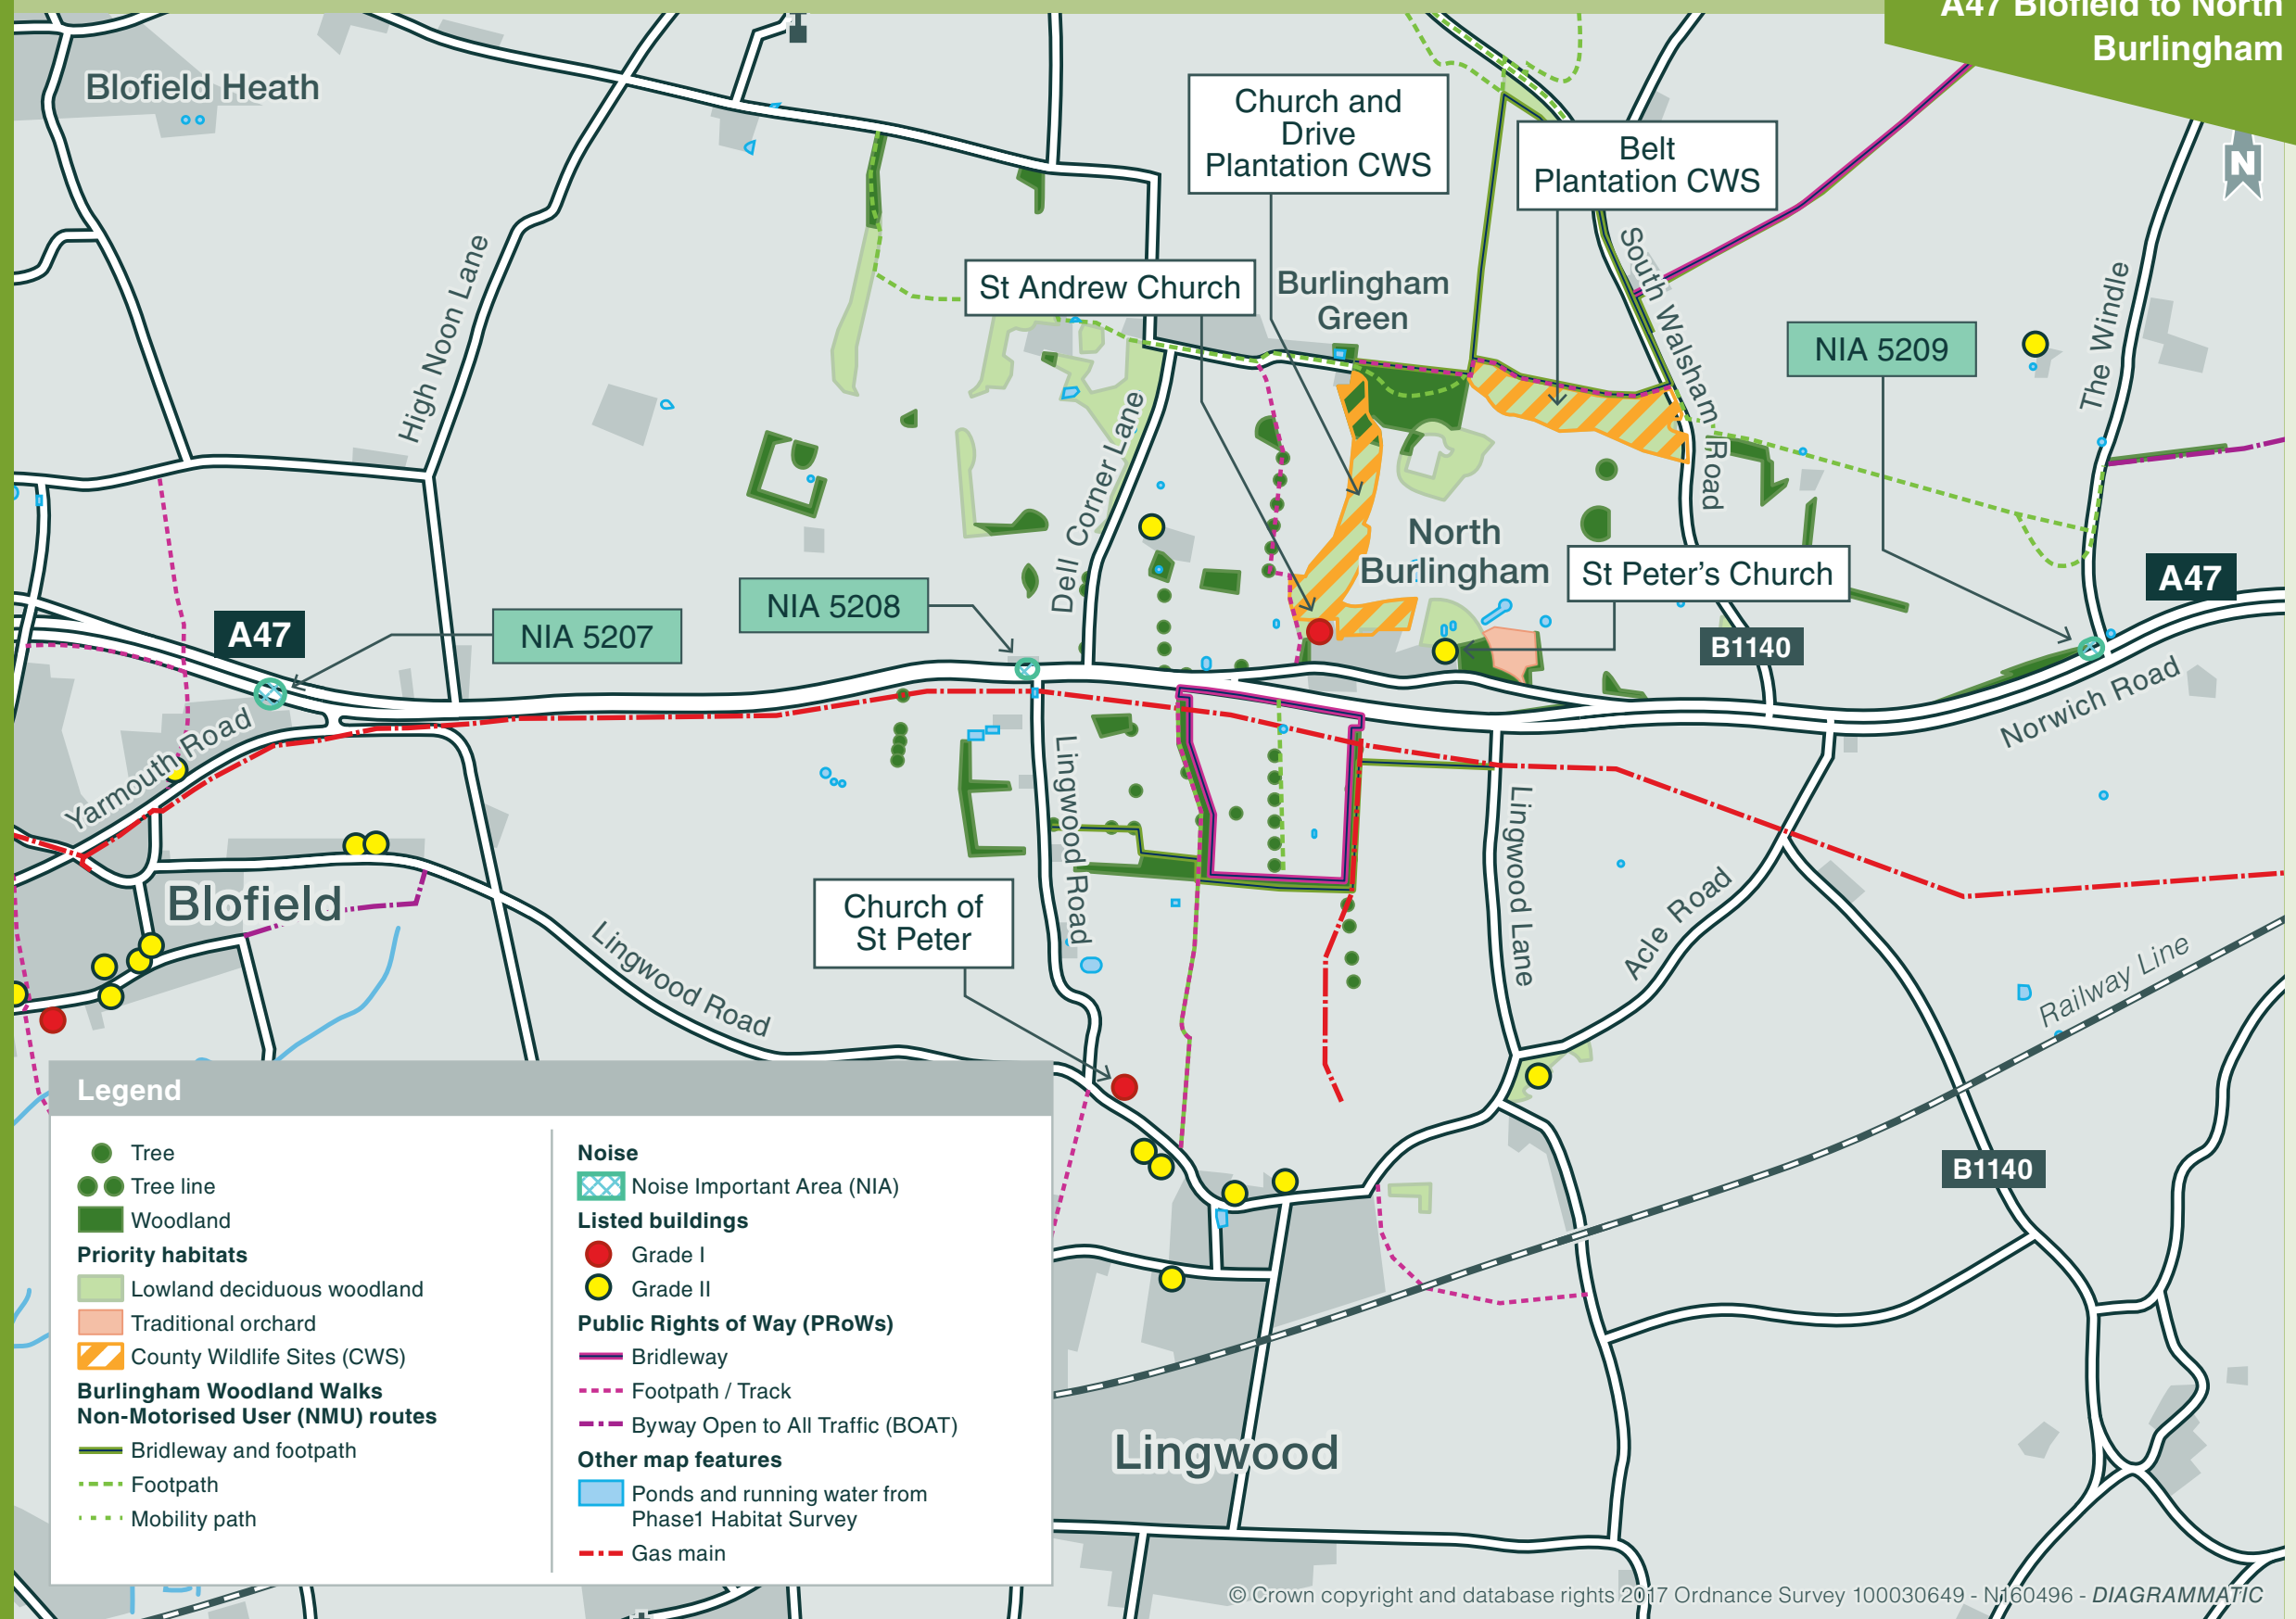 A47 Blofield to North
Burlingham
N
Blofield Heath
Church and
Drive
Plantation CWS
Belt
Plantation CWS
High Noon Lane
St Andrew Church
Burlingham
Green
South Walsham Road
NIA 5209
The Windle
Dell Corner Lane
North
Burlingham
St Peter's Church
A47
NIA 5208
NIA 5207
A47
B1140
Norwich Road
Yarmouth Road
Lingwood Road
Lingwood Lane
Blofield
Church of
St Peter
Lingwood Road
Acle Road
Railway Line
B1140
Lingwood
Legend
Tree
Tree line
Woodland
Priority habitats
Lowland deciduous woodland
Traditional orchard
County Wildlife Sites (CWS)
Burlingham Woodland Walks
Non-Motorised User (NMU) routes
Bridleway and footpath
Footpath
Mobility path
Noise
Noise Important Area (NIA)
Listed buildings
Grade I
Grade II
Public Rights of Way (PRoWs)
Bridleway
Footpath / Track
Byway Open to All Traffic (BOAT)
Other map features
Ponds and running water from
Phase1 Habitat Survey
Gas main
© Crown copyright and database rights 2017 Ordnance Survey 100030649 - N160496 - DIAGRAMMATIC